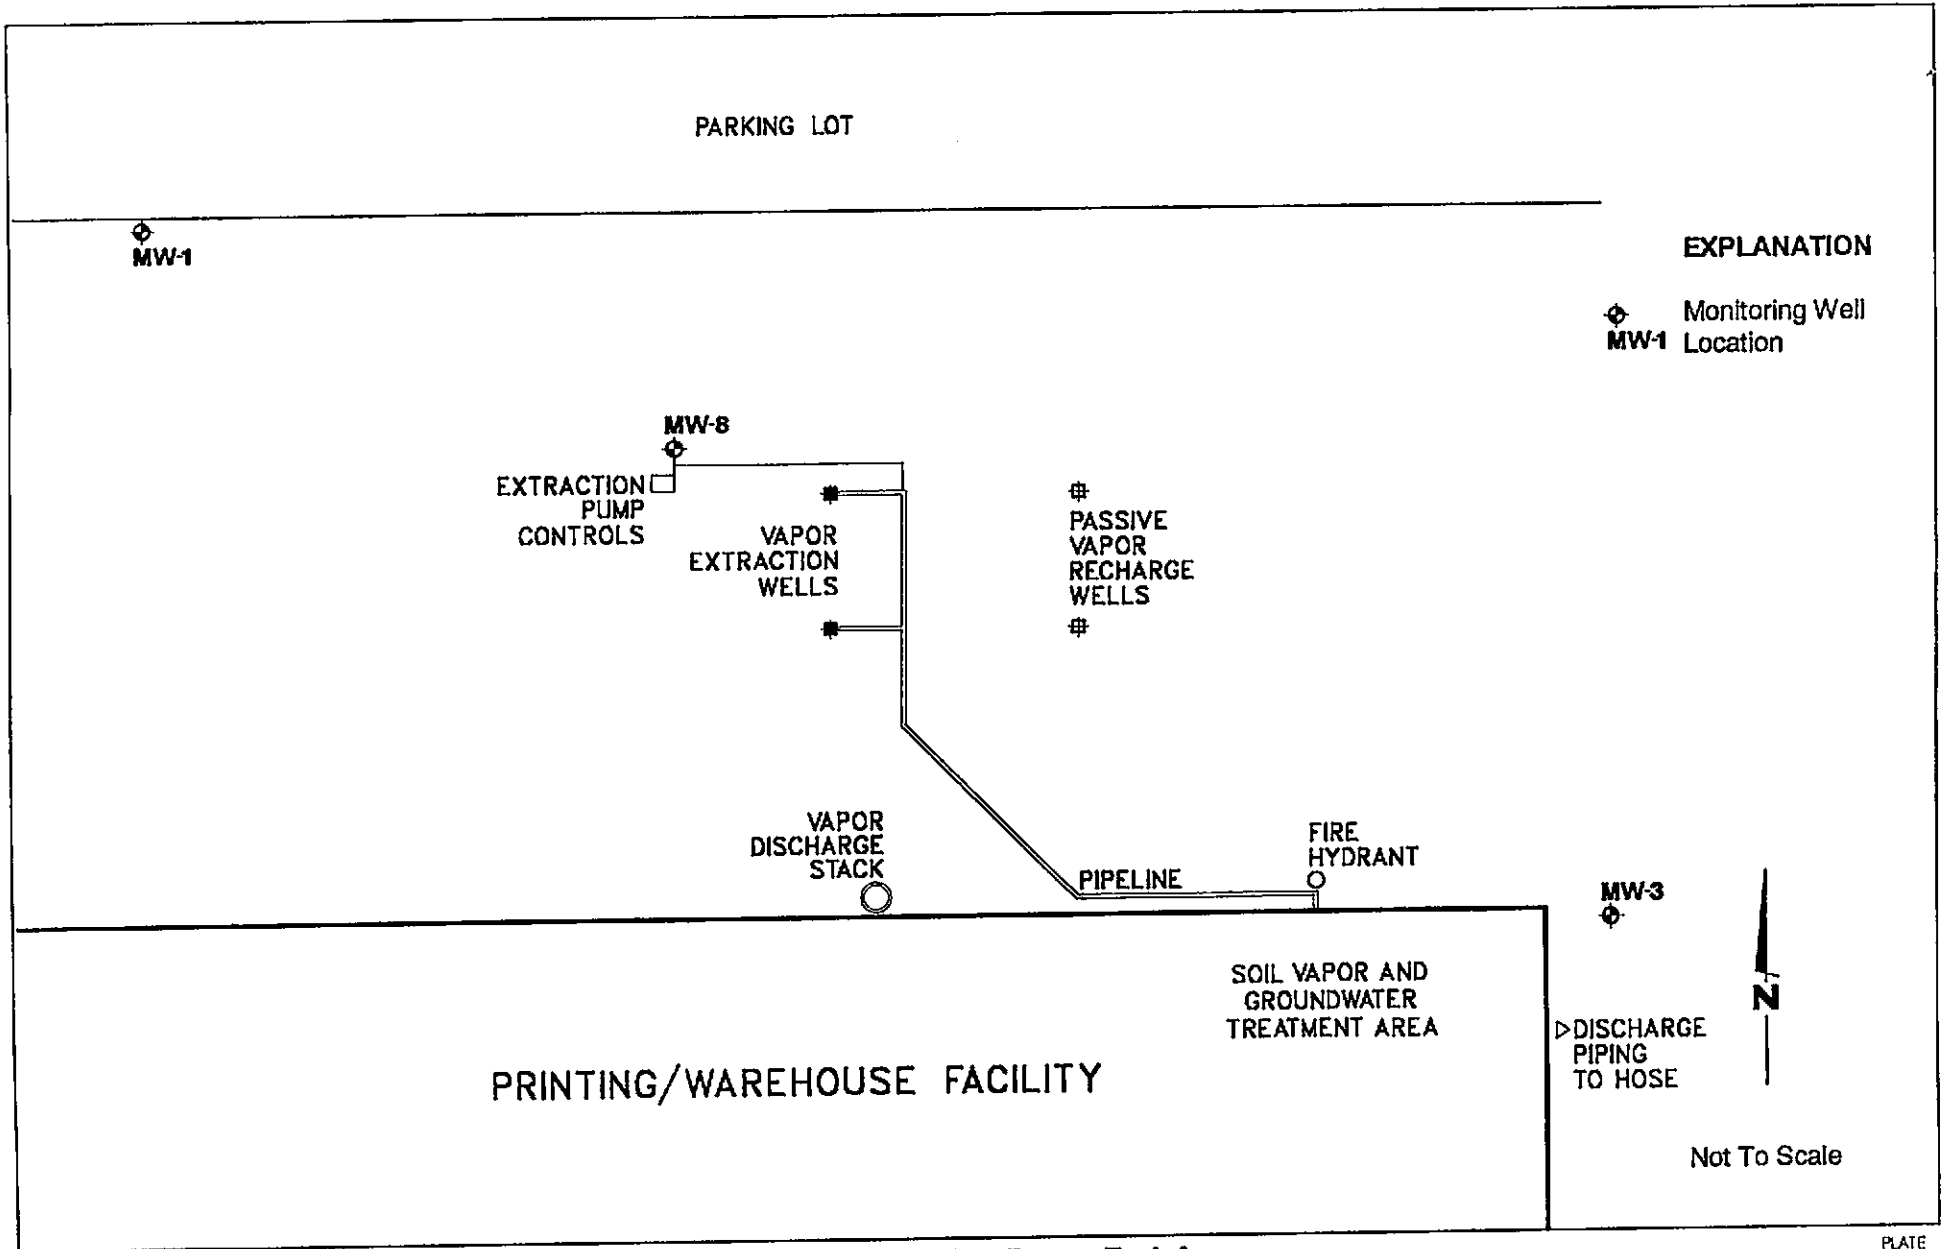 PARKING LOT
MW-1
EXPLANATION
Monitoring Well
MW-1 Location
MW-8
EXTRACTION
PUMP
CONTROLS
VAPOR
EXTRACTION
WELLS
PASSIVE
VAPOR
RECHARGE
WELLS
VAPOR
DISCHARGE
STACK
PIPELINE
FIRE
HYDRANT
MW-3
SOIL VAPOR AND
GROUNDWATER
TREATMENT AREA
N
DISCHARGE
PIPING
TO HOSE
PRINTING/WAREHOUSE FACILITY
Not To Scale
PLATE